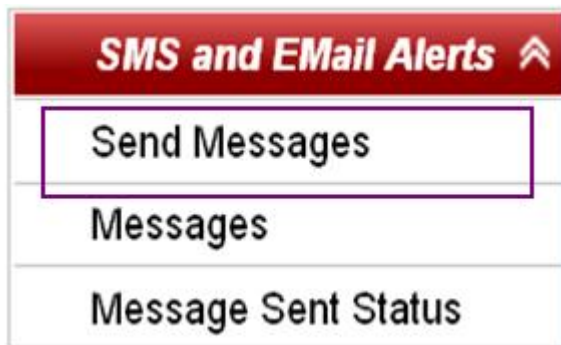 SMS and EMail Alerts
Send Messages
Messages
Message Sent Status